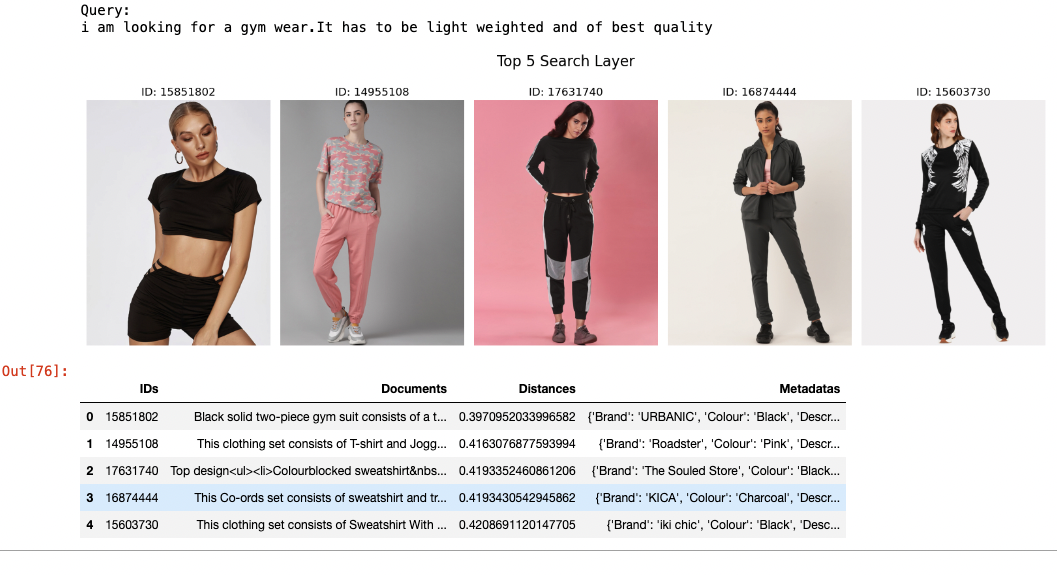 Query:
i am looking for a gym wear.It has to be light weighted and of best quality
Top 5 Search Layer
ID: 15851802 ID: 14955108 ID: 17631740 ID: 16874444 ID: 15603730
Out[76]:
IDs Documents Distances Metadatas
0 15851802 Black solid two-piece gym suit consists of a t... 0.3970952033996582 {'Brand': 'URBANIC', 'Colour': 'Black', 'Descr...
1 14955108 This clothing set consists of T-shirt and Jogg... 0.4163076877593994 {'Brand': 'Roadster', 'Colour': 'Pink', 'Descr...
2 17631740 Top design<ul><li>Colourblocked sweatshirt&nbs... 0.4193352460861206 {'Brand': 'The Souled Store', 'Colour': 'Black...
3 16874444 This Co-ords set consists of sweatshirt and tr... 0.4193430542945862 {'Brand': 'KICA', 'Colour': 'Charcoal', 'Descr...
4 15603730 This clothing set consists of Sweatshirt With ... 0.4208691120147705 {'Brand': 'iki chic', 'Colour': 'Black', 'Desc...